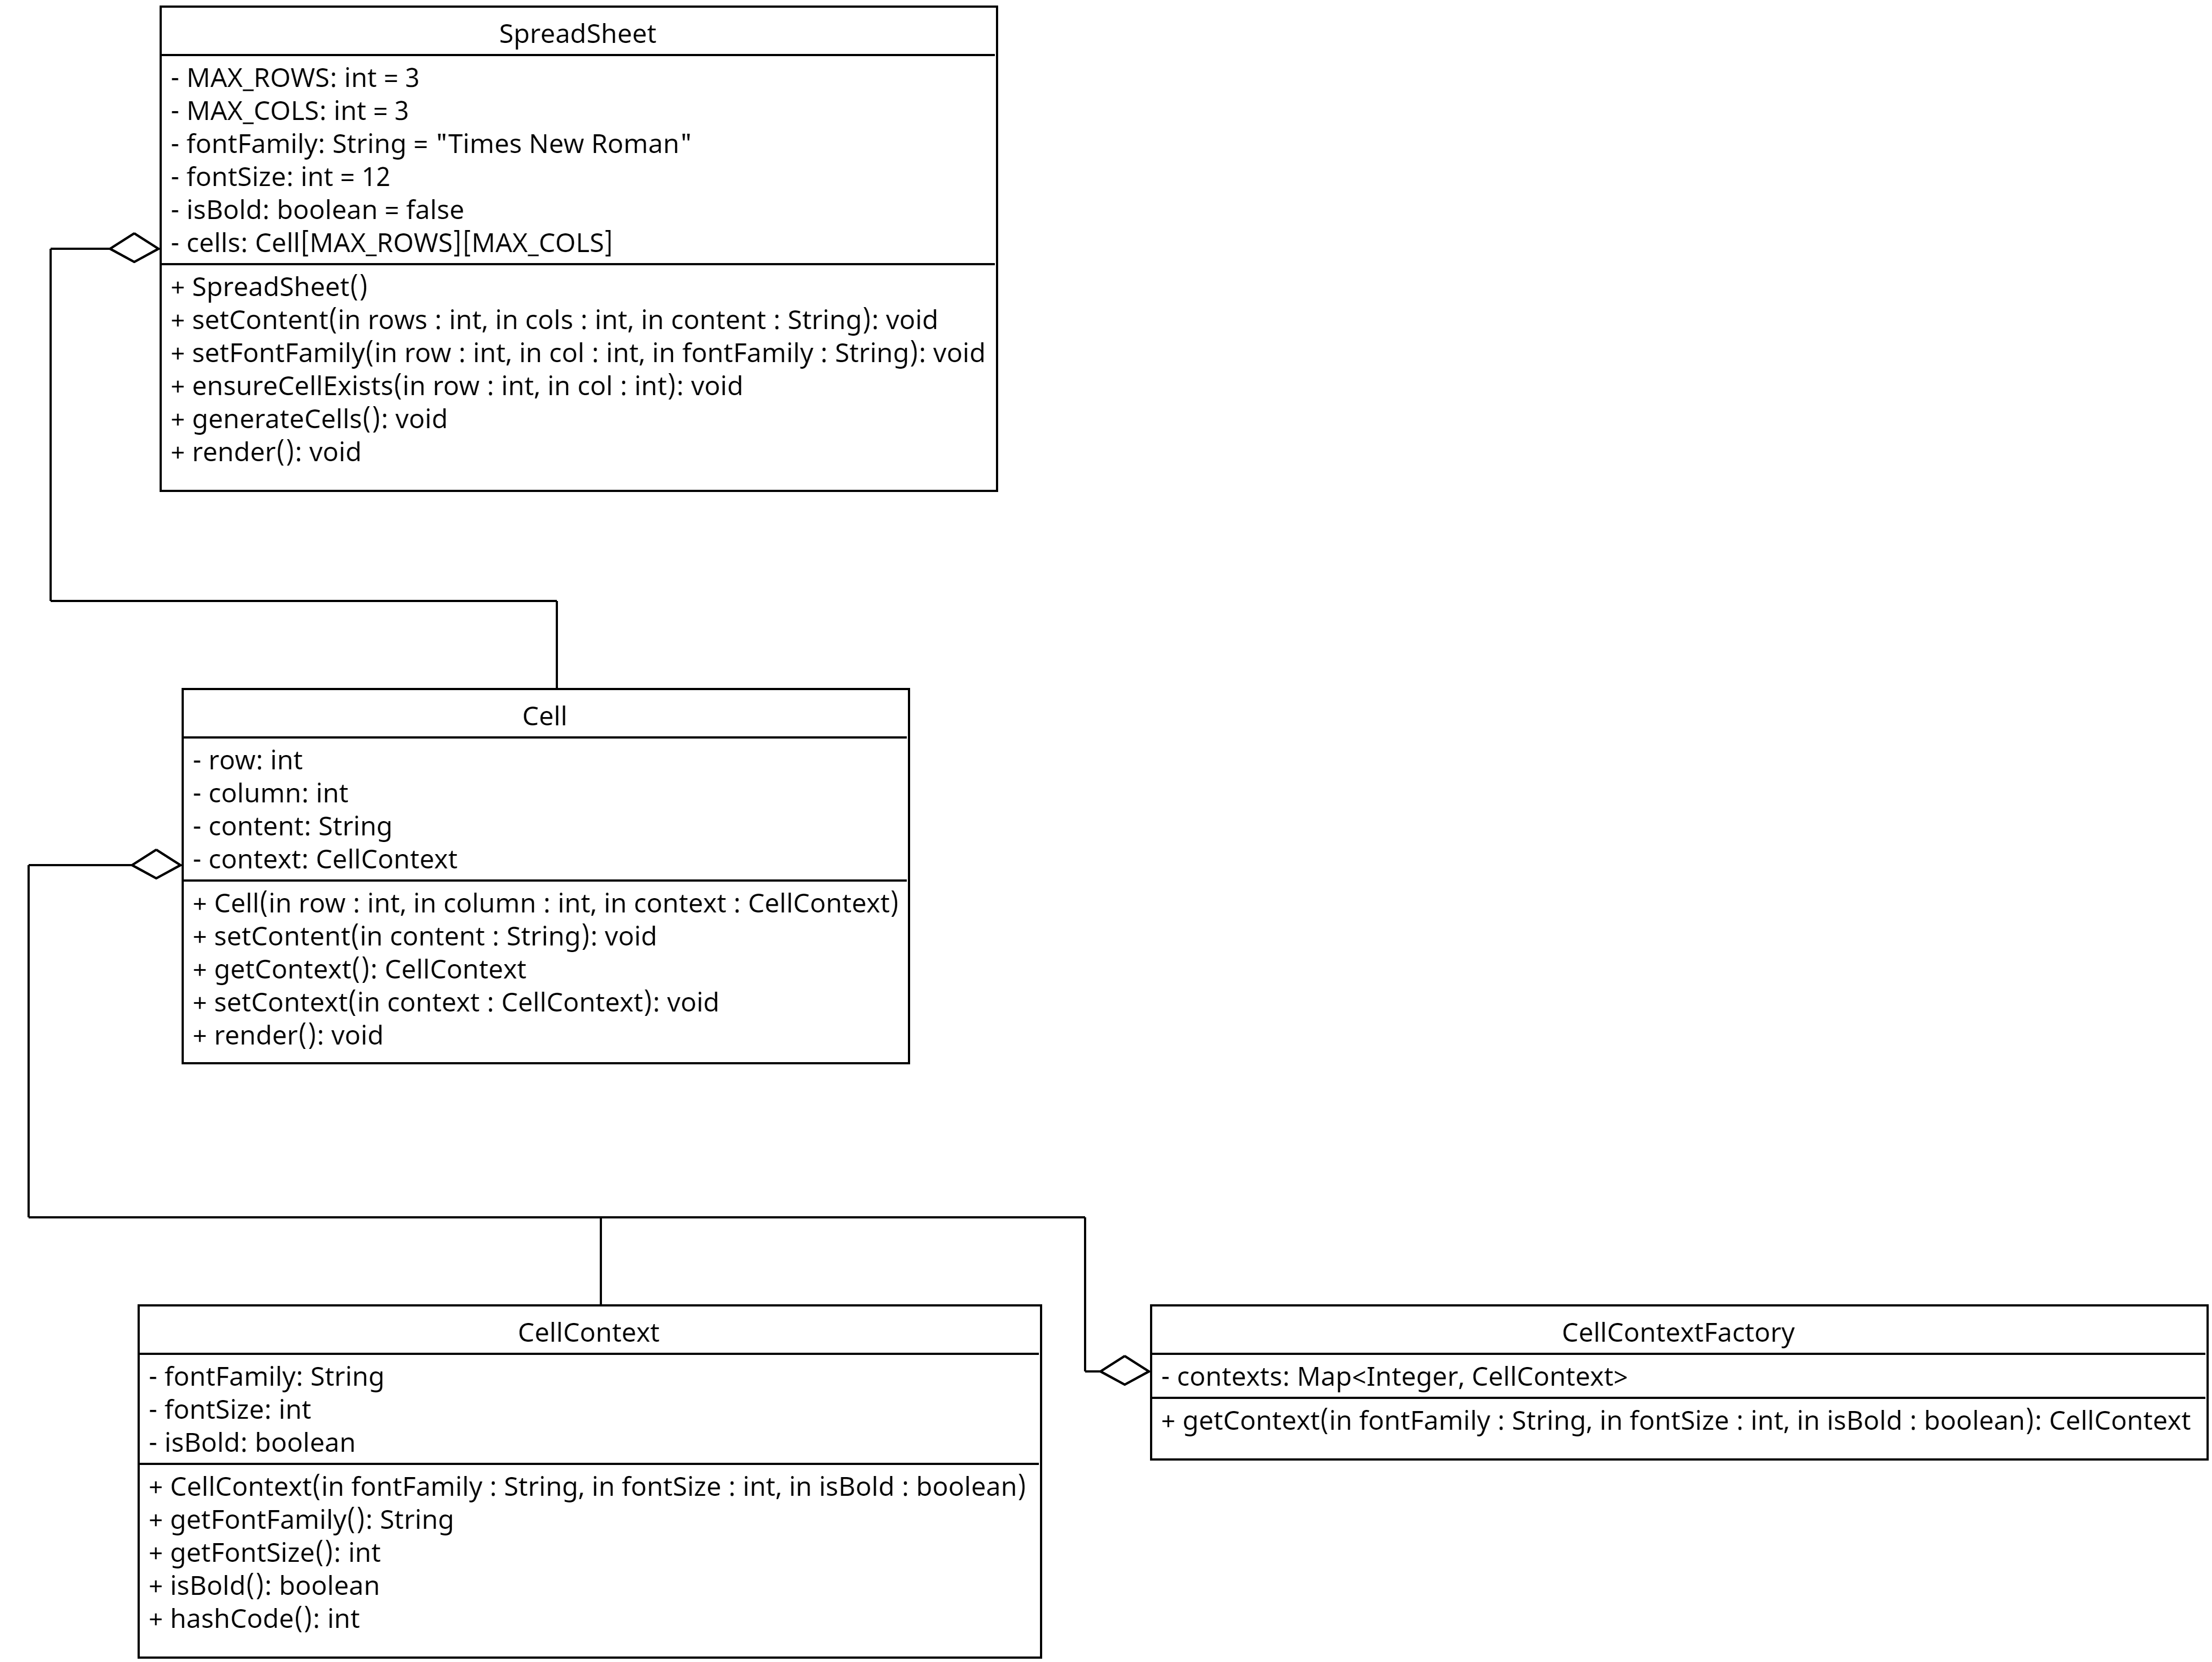 SpreadSheet
- MAX_ROWS: int = 3
- MAX_COLS: int = 3
- fontFamily: String = "Times New Roman"
- fontSize: int = 12
- isBold: boolean = false
- cells: Cell[MAX_ROWS][MAX_COLS]
+ SpreadSheet()
+ setContent(in rows : int, in cols : int, in content : String): void
+ setFontFamily(in row : int, in col : int, in fontFamily : String): void
+ ensureCellExists(in row : int, in col : int): void
+ generateCells(): void
+ render(): void
Cell
- row: int
- column: int
- content: String
- context: CellContext
+ Cell(in row : int, in column : int, in context : CellContext)
+ setContent(in content : String): void
+ getContext(): CellContext
+ setContext(in context : CellContext): void
+ render(): void
CellContext
- fontFamily: String
- fontSize: int
- isBold: boolean
+ CellContext(in fontFamily : String, in fontSize : int, in isBold : boolean)
+ getFontFamily(): String
+ getFontSize(): int
+ isBold(): boolean
+ hashCode(): int
CellContextFactory
- contexts: Map<Integer, CellContext>
+ getContext(in fontFamily : String, in fontSize : int, in isBold : boolean): CellContext